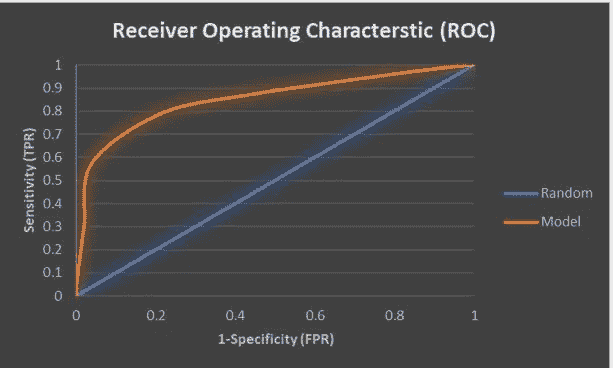 Receiver Operating Characterstic (ROC)
1
0.9
0.8
0.7
0.6
0.5
0.4
0.3
0.2
0.1
0
Sensitivity (TPR)
0 0.2 0.4 0.6 0.8 1
1-Specificity (FPR)
Random
Model